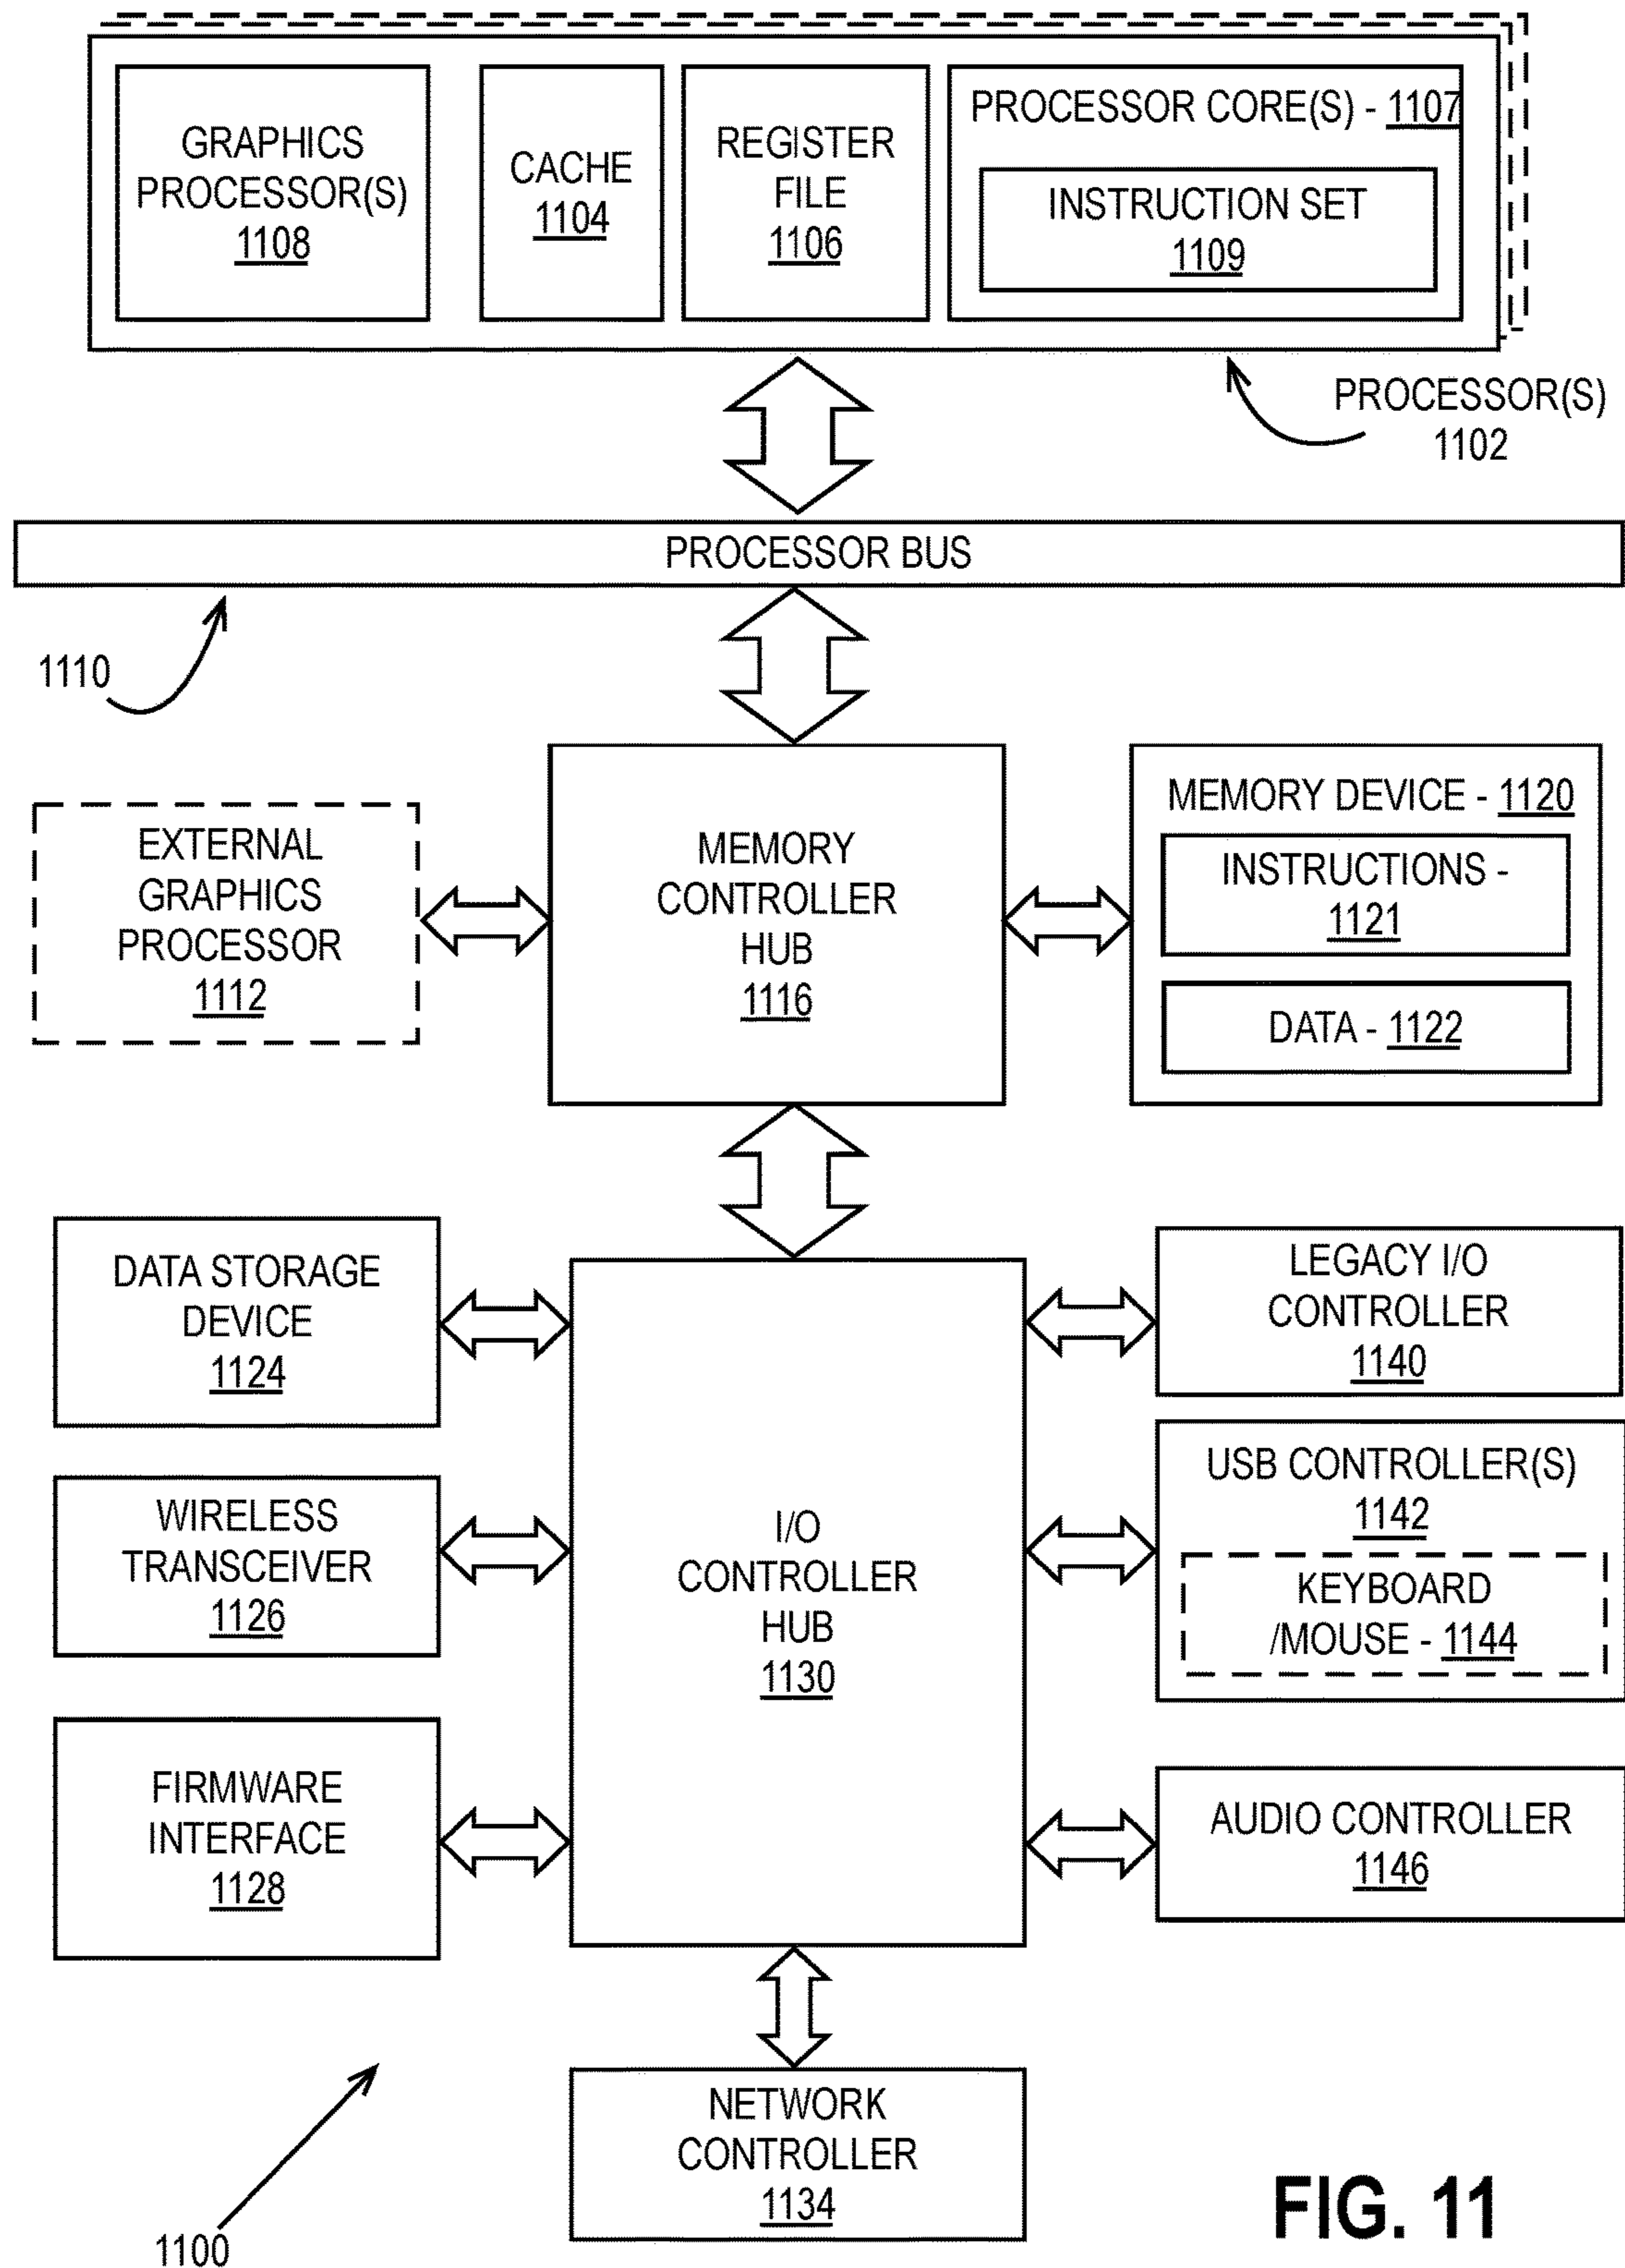 GRAPHICS
PROCESSOR(S)
1108
CACHE
1104
REGISTER
FILE
1106
PROCESSOR CORE(S) - 1107
INSTRUCTION SET
1109
PROCESSOR(S)
1102
PROCESSOR BUS
1110
EXTERNAL
GRAPHICS
PROCESSOR
1112
MEMORY
CONTROLLER
HUB
1116
MEMORY DEVICE - 1120
INSTRUCTIONS -
1121
DATA - 1122
DATA STORAGE
DEVICE
1124
WIRELESS
TRANSCEIVER
1126
FIRMWARE
INTERFACE
1128
I/O
CONTROLLER
HUB
1130
LEGACY I/O
CONTROLLER
1140
USB CONTROLLER(S)
1142
KEYBOARD
/MOUSE - 1144
AUDIO CONTROLLER
1146
NETWORK
CONTROLLER
1134
1100
FIG. 11